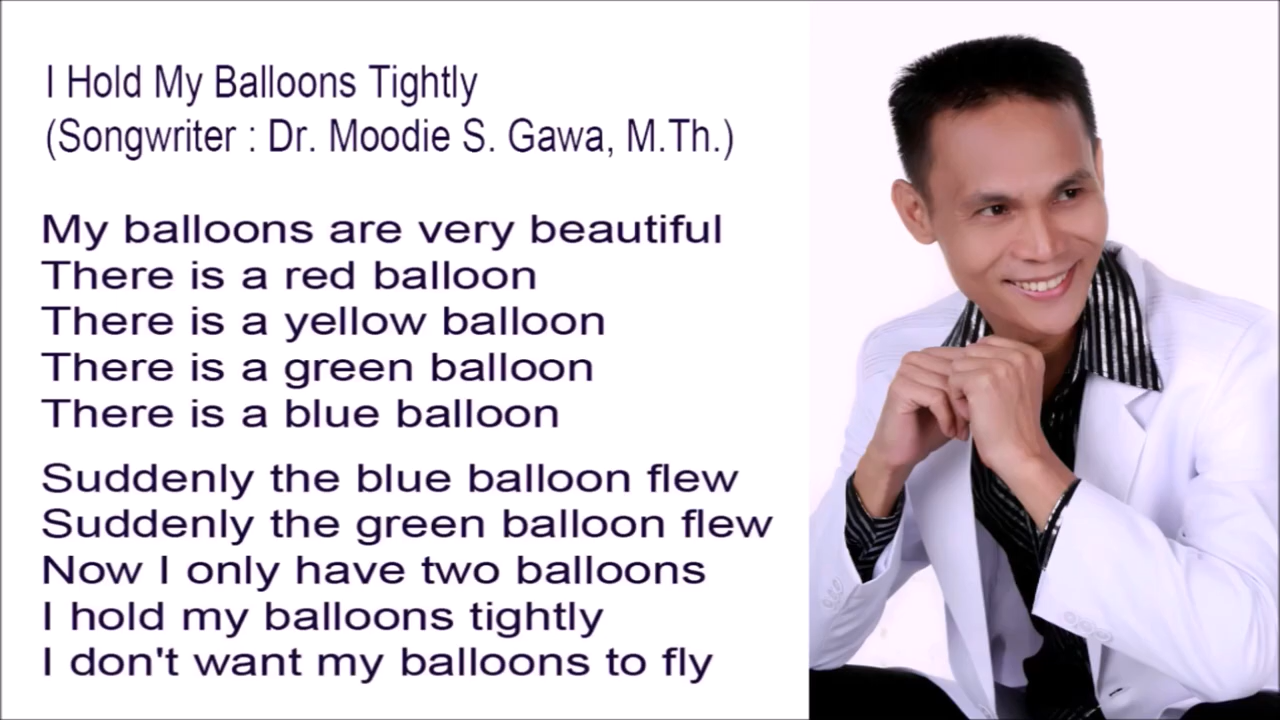 I Hold My Balloons Tightly
(Songwriter : Dr. Moodie S. Gawa, M.Th.)
My balloons are very beautiful
There is a red balloon
There is a yellow balloon
There is a green balloon
There is a blue balloon
Suddenly the blue balloon flew
Suddenly the green balloon flew
Now I only have two balloons
I hold my balloons tightly
I don't want my balloons to fly